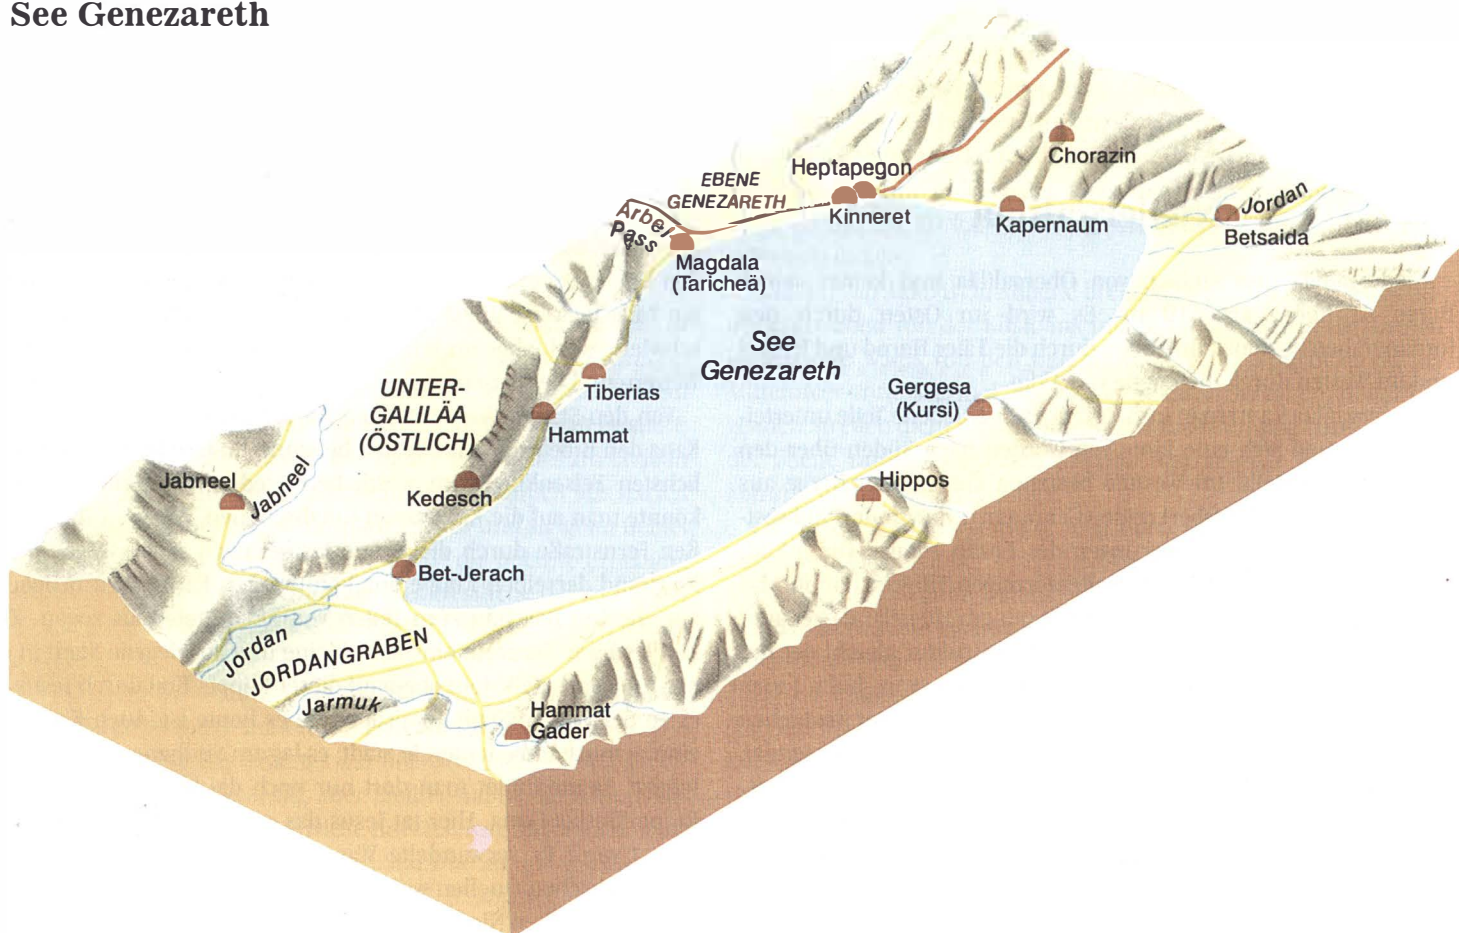 See Genezareth
Chorazin
Heptapegon
EBENE
GENEZARETH
Kinneret
Jordan
Arbel-
Pass
Kapernaum
Betsaida
Magdala
(Taricheä)
See
Genezareth
Tiberias
Gergesa
(Kursi)
UNTER-
GALILÄA
(ÖSTLICH)
Hammat
Jabneel
Jabneel
Kedesch
Hippos
Bet-Jerach
Jordan
JORDANGRABEN
Jarmuk
Hammat
Gader